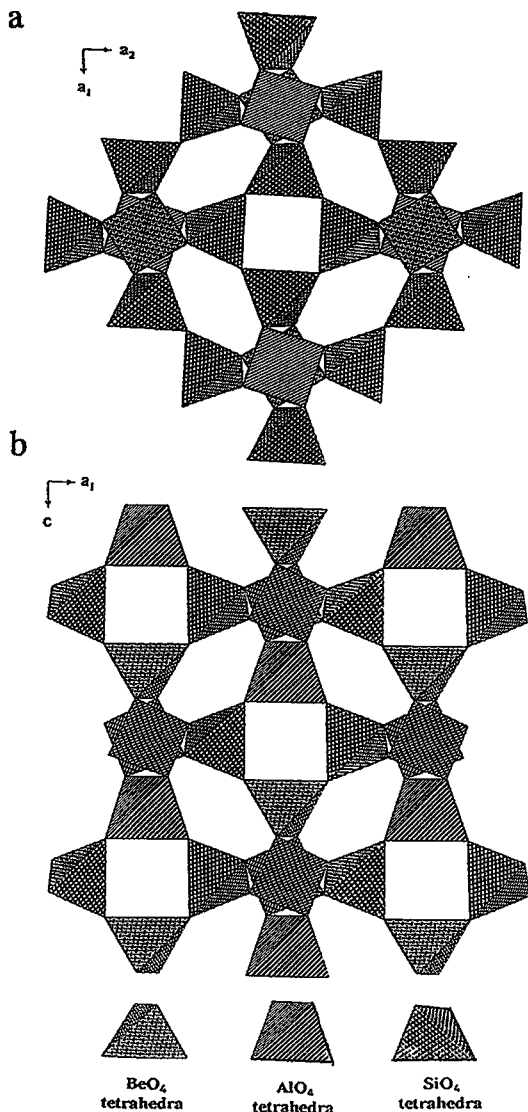 a
a₂
a₁
b
a₁
c
BeO₄ AlO₄ SiO₄
tetrahedra tetrahedra tetrahedra